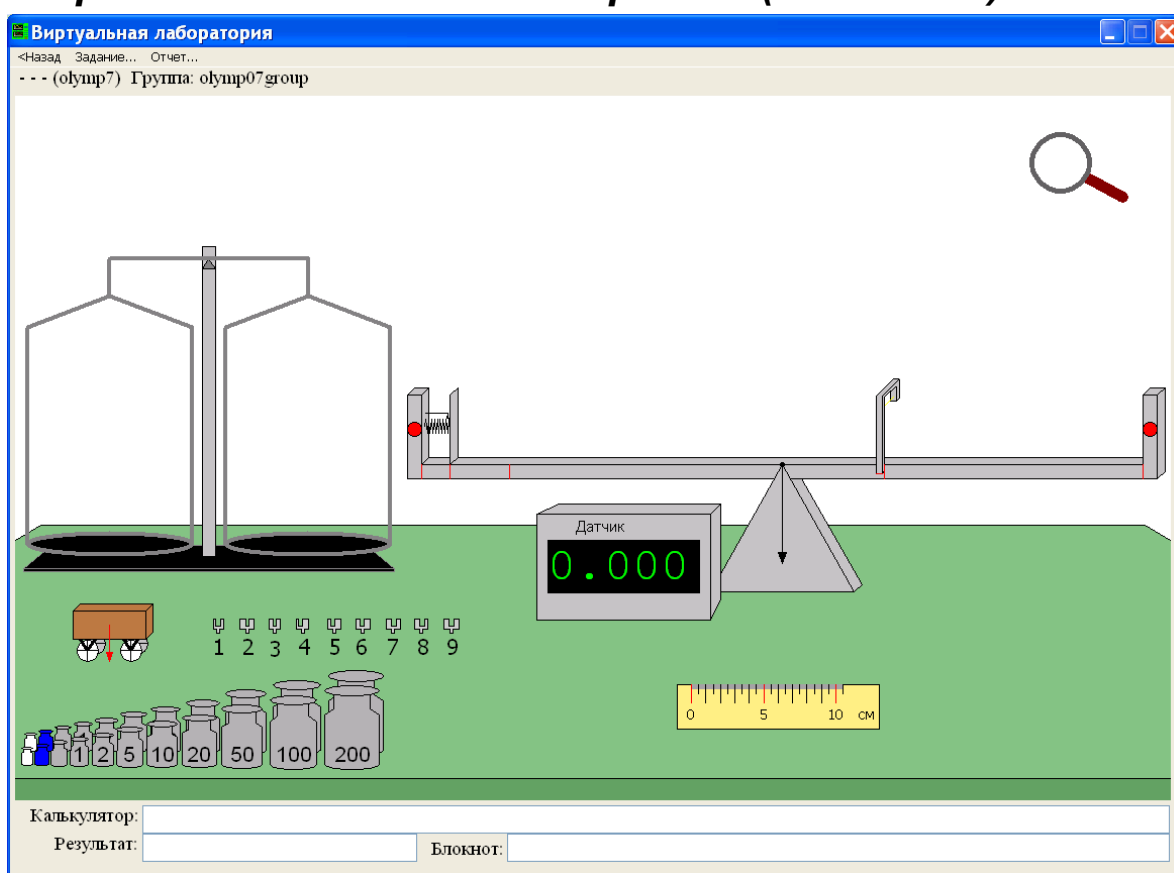 Виртуальная лаборатория
<Назад Задание... Отчет...
- - - (olymp7) Группа: olymp07group
Датчик
0.000
1 2 3 4 5 6 7 8 9
1 2 5 10 20 50 100 200
0 5 10 см
Калькулятор:
Результат: Блокнот: